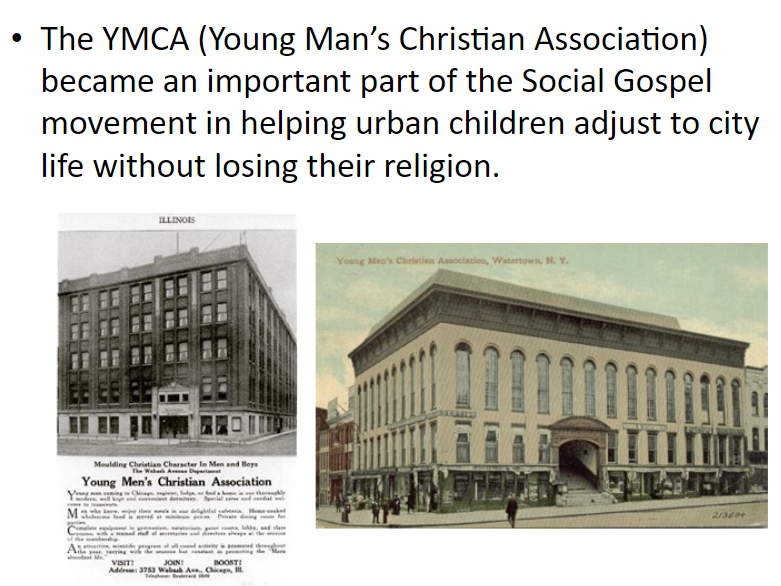 • The YMCA (Young Man’s Christian Association)
became an important part of the Social Gospel
movement in helping urban children adjust to city
life without losing their religion.
ILLINOIS
Moulding Christian Character In Men and Boys
The Wabash Avenue Department
Young Men's Christian Association
Young men coming to Chicago, register, lodge, or find a home in our thoroughly
modern, well kept and convenient dormitory. Special rates and cordial welcome to transients.
Men who know, enjoy their meals in our delightful cafeteria. Home-cooked
wholesome food is served at minimum prices. Private dining room for
parties.
Complete equipment in gymnasium, natatorium, game rooms, lobby, and class
rooms, with a trained staff of secretaries and directors always at the service
of the membership.
An attractive, scientific program of all round activity is promoted throughout
the year, varying with the seasons but constant in promoting the "More
abundant life."
VISIT! JOIN! BOOST!
Address: 3763 Wabash Ave., Chicago, Ill.
Young Men's Christian Association, Watertown, N. Y.